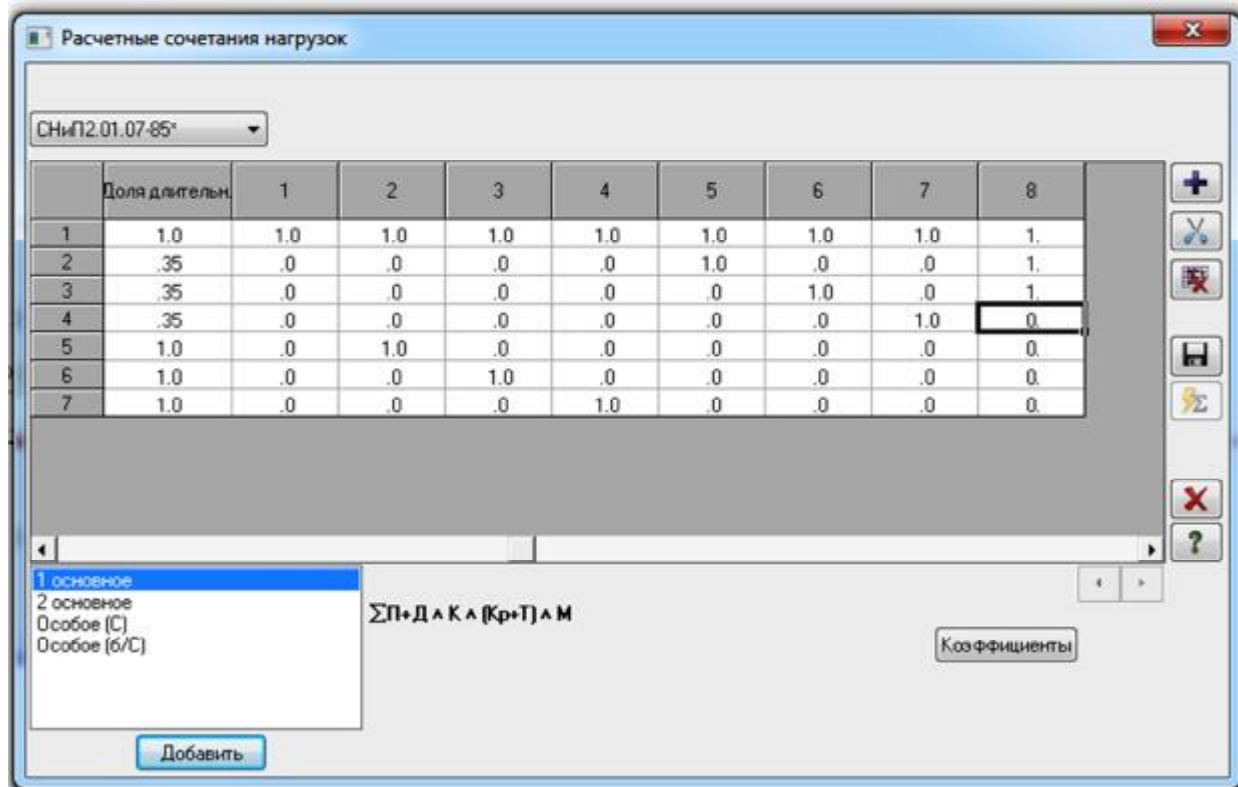 Расчетные сочетания нагрузок
СНиП2.01.07-85*
Доля длительн. 1 2 3 4 5 6 7 8
1 1.0 1.0 1.0 1.0 1.0 1.0 1.0 1.0 1.
2 .35 .0 .0 .0 .0 1.0 .0 .0 1.
3 .35 .0 .0 .0 .0 .0 1.0 .0 1.
4 .35 .0 .0 .0 .0 .0 .0 1.0 0.
5 1.0 .0 1.0 .0 .0 .0 .0 .0 0.
6 1.0 .0 .0 1.0 .0 .0 .0 .0 0.
7 1.0 .0 .0 .0 1.0 .0 .0 .0 0.
1 основное
2 основное
Особое (С)
Особое (б/С)
∑П+Д ᴧ К ᴧ (Кр+Т) ᴧ М
Коэффициенты
Добавить